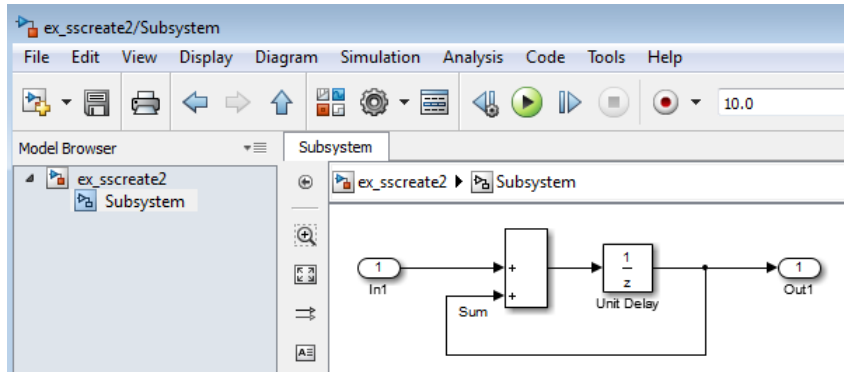 ex_sscreate2/Subsystem
File Edit View Display Diagram Simulation Analysis Code Tools Help
10.0
Model Browser
Subsystem
ex_sscreate2
Subsystem
ex_sscreate2 Subsystem
1
In1
+
+
Sum
1
z
Unit Delay
1
Out1